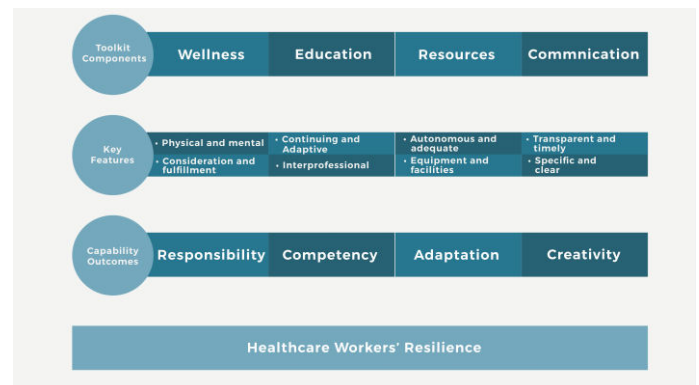 Toolkit
Components
Wellness
Education
Resources
Commnication
Key
Features
• Physical and mental
• Consideration and
fulfillment
• Continuing and
Adaptive
• Interprofessional
• Autonomous and
adequate
• Equipment and
facilities
• Transparent and
timely
• Specific and
clear
Capability
Outcomes
Responsibility
Competency
Adaptation
Creativity
Healthcare Workers' Resilience